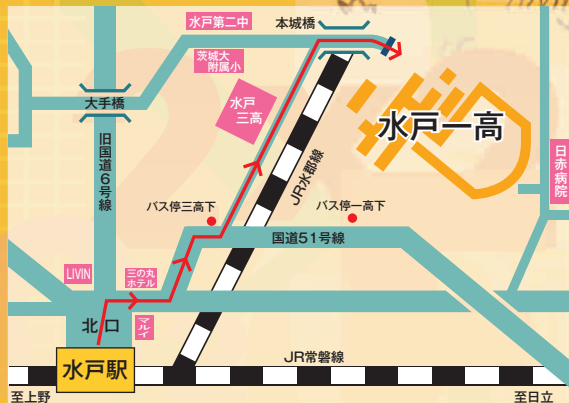 水戸第二中
本城橋
茨城大
附属小
水戸
三高
大手橋
水戸一高
旧国道6号線
JR水郡線
日赤病院
バス停三高下
バス停一高下
国道51号線
LIVIN
三の丸
ホテル
北口
マルイ
水戸駅
JR常磐線
至上野
至日立